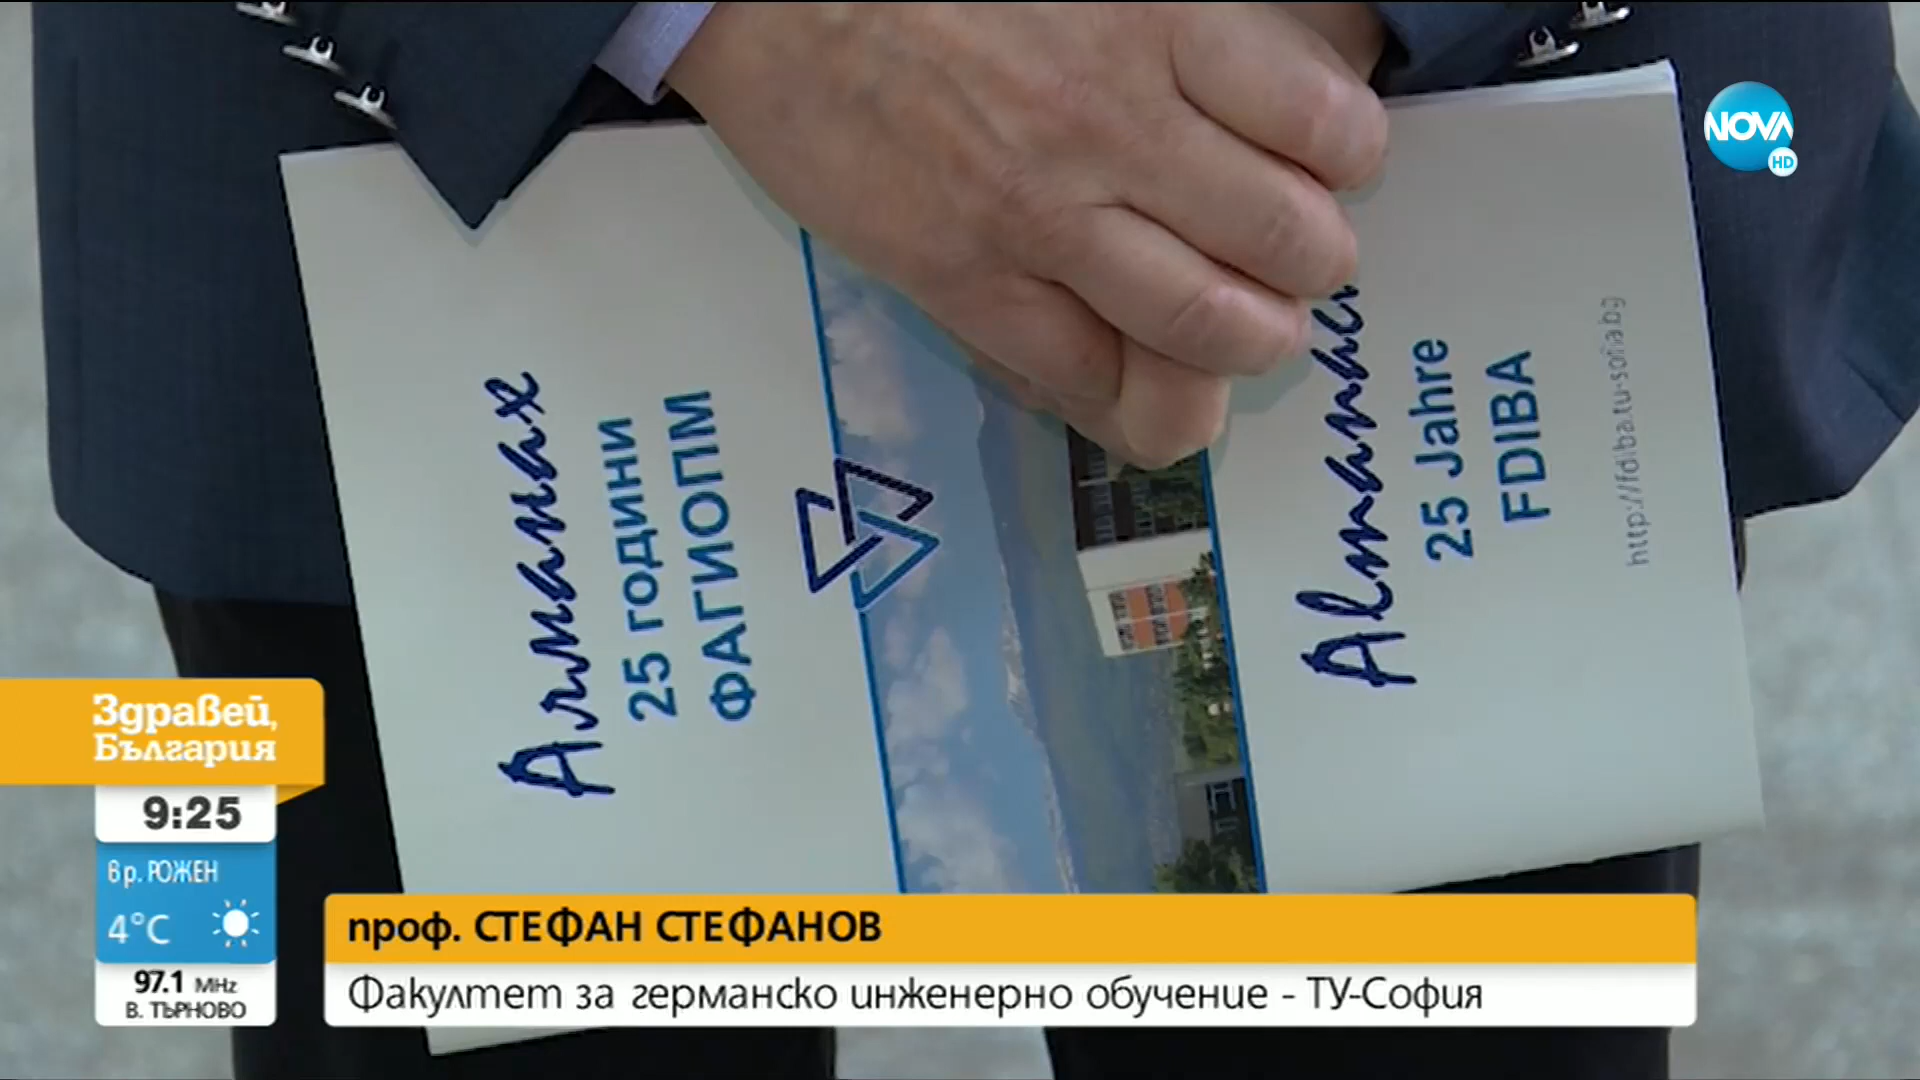 NOVA
HD
Алманах
25 години
ФАГИОПМ
Almanach
25 Jahre
FDIBA
http://fdiba.tu-sofia.bg
Здравей,
България
9:25
вр. РОЖЕН
4°C
97.1 MHz
В. ТЪРНОВО
проф. СТЕФАН СТЕФАНОВ
Факултет за германско инженерно обучение - ТУ-София